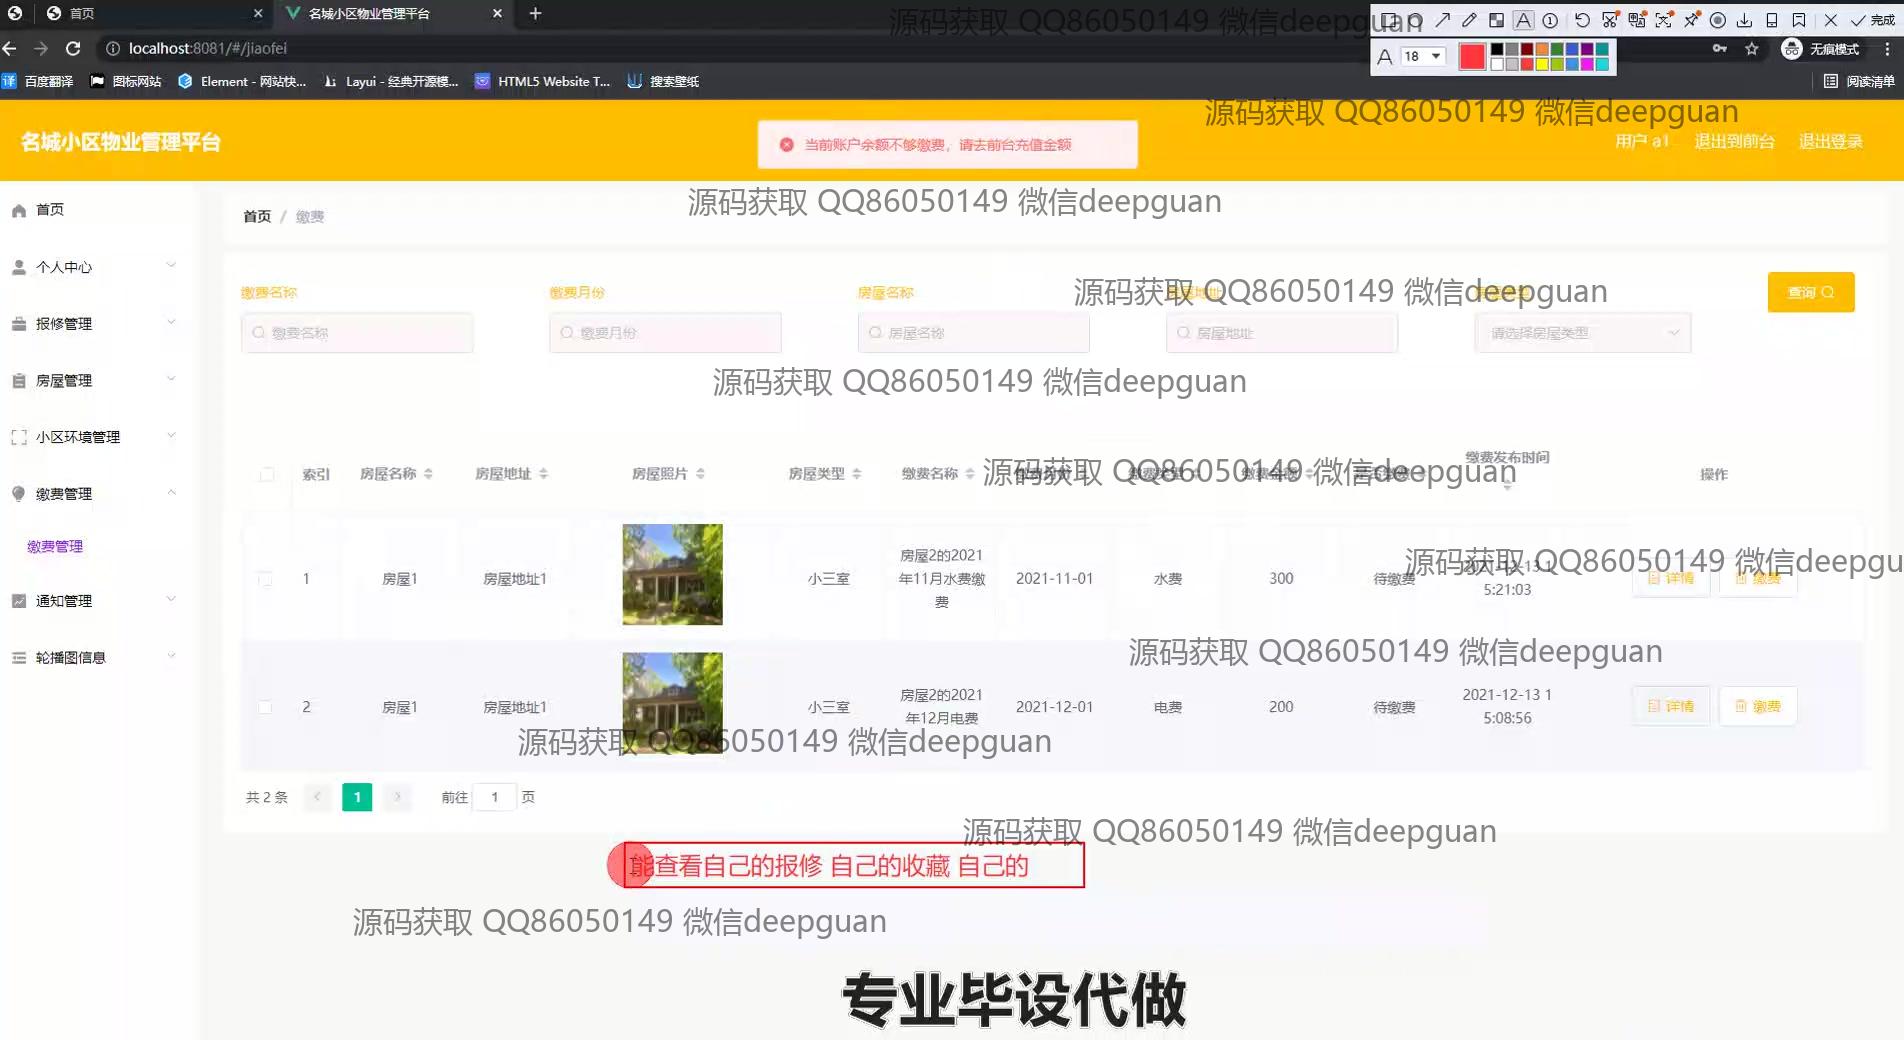 首页
名城小区物业管理平台
源码获取 QQ86050149 微信deepguan
完成
localhost:8081/#/jiaofei
A 18
无痕模式
译 百度翻译 图标网站 Element - 网站快... Layui - 经典开源模... HTML5 Website T... 搜索壁纸 阅读清单
源码获取 QQ86050149 微信deepguan
名城小区物业管理平台
当前账户余额不够缴费，请去前台充值金额
用户 a1 退出到前台 退出登录
源码获取 QQ86050149 微信deepguan
首页
个人中心
报修管理
房屋管理
小区环境管理
缴费管理
缴费管理
通知管理
轮播图信息
首页 / 缴费
缴费名称 缴费月份 房屋名称 房屋地址
源码获取 QQ86050149 微信deepguan
查询
缴费名称 缴费月份 房屋名称 房屋地址 请选择房屋类型
源码获取 QQ86050149 微信deepguan
索引 房屋名称 房屋地址 房屋照片 房屋类型 缴费名称 缴费发布时间 操作
源码获取 QQ86050149 微信deepguan
1 房屋1 房屋地址1 小三室 房屋2的2021年11月水费缴费 2021-11-01 水费 300 待缴费 2021-12-13 15:21:03 详情 缴费
源码获取 QQ86050149 微信deepgu
源码获取 QQ86050149 微信deepguan
2 房屋1 房屋地址1 小三室 房屋2的2021年12月电费 2021-12-01 电费 200 待缴费 2021-12-13 15:08:56 详情 缴费
源码获取 QQ86050149 微信deepguan
共 2 条 1 前往 1 页
源码获取 QQ86050149 微信deepguan
能查看自己的报修 自己的收藏 自己的
源码获取 QQ86050149 微信deepguan
专业毕设代做